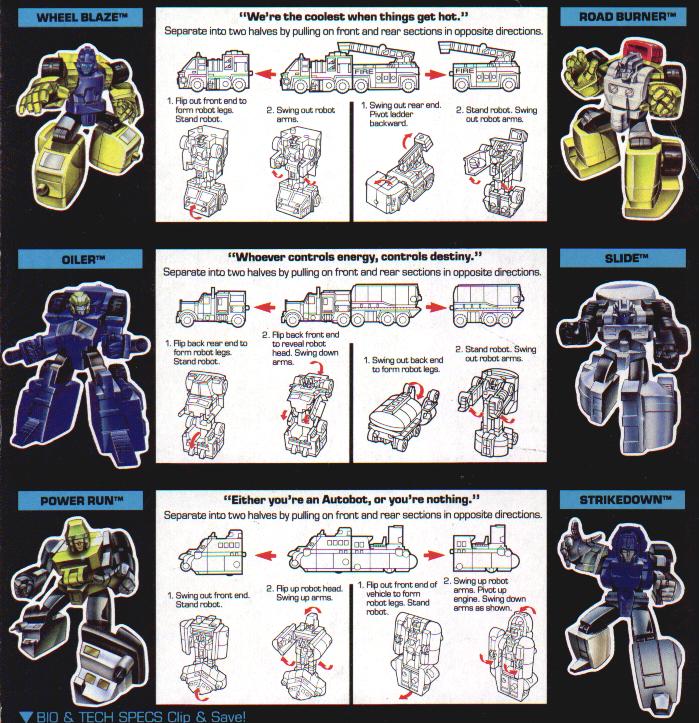 WHEEL BLAZE™
"We're the coolest when things get hot."
ROAD BURNER™
Separate into two halves by pulling on front and rear sections in opposite directions.
FIRE
FIRE
1. Flip out front end to
form robot legs.
Stand robot.
2. Swing out robot
arms.
1. Swing out rear end.
Pivot ladder
backward.
2. Stand robot. Swing
out robot arms.
OILER™
"Whoever controls energy, controls destiny."
SLIDE™
Separate into two halves by pulling on front and rear sections in opposite directions.
1. Flip back rear end to
form robot legs.
Stand robot.
2. Flip back front end
to reveal robot
head. Swing down
arms.
1. Swing out back end
to form robot legs.
2. Stand robot. Swing
out robot arms.
POWER RUN™
"Either you're an Autobot, or you're nothing."
STRIKEDOWN™
Separate into two halves by pulling on front and rear sections in opposite directions.
1. Swing out front end.
Stand robot.
2. Flip up robot head.
Swing up arms.
1. Flip out front end of
vehicle to form
robot legs. Stand
robot.
2. Swing up robot
arms. Pivot up
engine. Swing down
arms as shown.
▼ BIO & TECH SPECS Clip & Save!